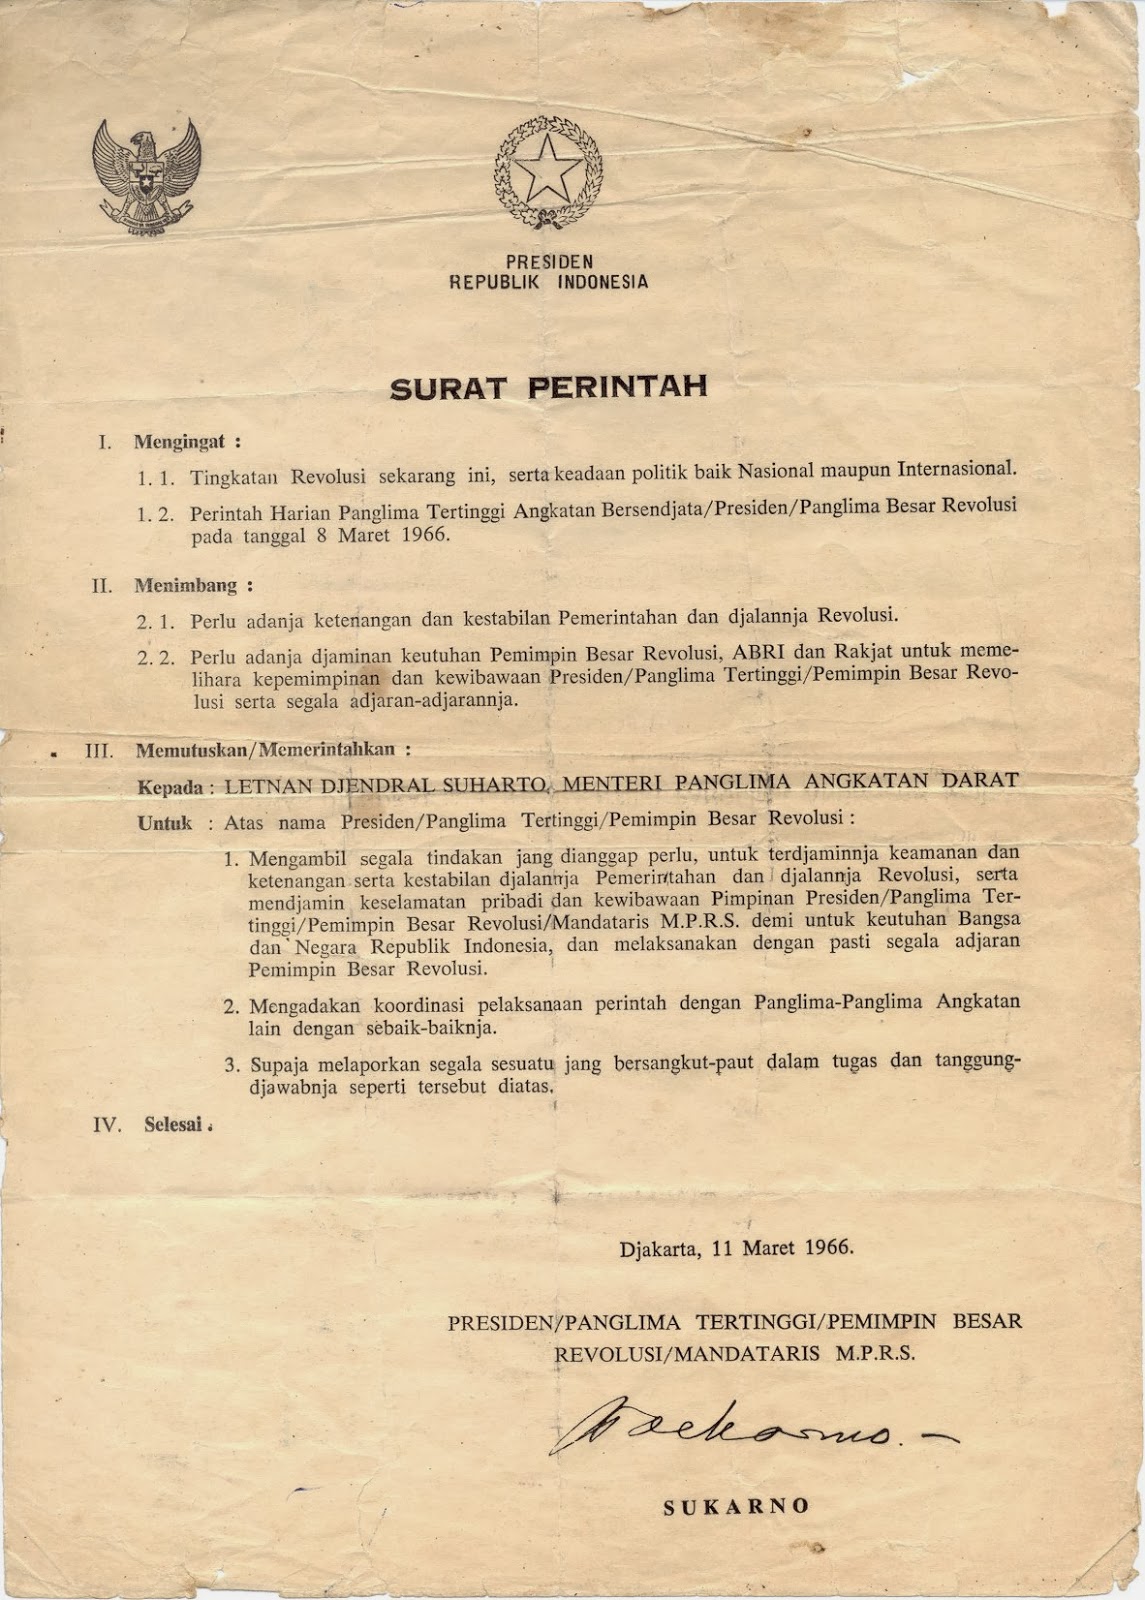 PRESIDEN
REPUBLIK INDONESIA
SURAT PERINTAH
I. Mengingat :
1. 1. Tingkatan Revolusi sekarang ini, serta keadaan politik baik Nasional maupun Internasional.
1. 2. Perintah Harian Panglima Tertinggi Angkatan Bersendjata/Presiden/Panglima Besar Revolusi
pada tanggal 8 Maret 1966.
II. Menimbang :
2. 1. Perlu adanja ketenangan dan kestabilan Pemerintahan dan djalannja Revolusi.
2. 2. Perlu adanja djaminan keutuhan Pemimpin Besar Revolusi, ABRI dan Rakjat untuk meme-
lihara kepemimpinan dan kewibawaan Presiden/Panglima Tertinggi/Pemimpin Besar Revo-
lusi serta segala adjaran-adjarannja.
III. Memutuskan/Memerintahkan :
Kepada : LETNAN DJENDRAL SUHARTO, MENTERI PANGLIMA ANGKATAN DARAT
Untuk : Atas nama Presiden/Panglima Tertinggi/Pemimpin Besar Revolusi :
1. Mengambil segala tindakan jang dianggap perlu, untuk terdjaminnja keamanan dan
ketenangan serta kestabilan djalannja Pemerintahan dan djalannja Revolusi, serta
mendjamin keselamatan pribadi dan kewibawaan Pimpinan Presiden/Panglima Ter-
tinggi/Pemimpin Besar Revolusi/Mandataris M.P.R.S. demi untuk keutuhan Bangsa
dan Negara Republik Indonesia, dan melaksanakan dengan pasti segala adjaran
Pemimpin Besar Revolusi.
2. Mengadakan koordinasi pelaksanaan perintah dengan Panglima-Panglima Angkatan
lain dengan sebaik-baiknja.
3. Supaja melaporkan segala sesuatu jang bersangkut-paut dalam tugas dan tanggung-
djawabnja seperti tersebut diatas.
IV. Selesai.
Djakarta, 11 Maret 1966.
PRESIDEN/PANGLIMA TERTINGGI/PEMIMPIN BESAR
REVOLUSI/MANDATARIS M.P.R.S.
Soekarno. —
SUKARNO